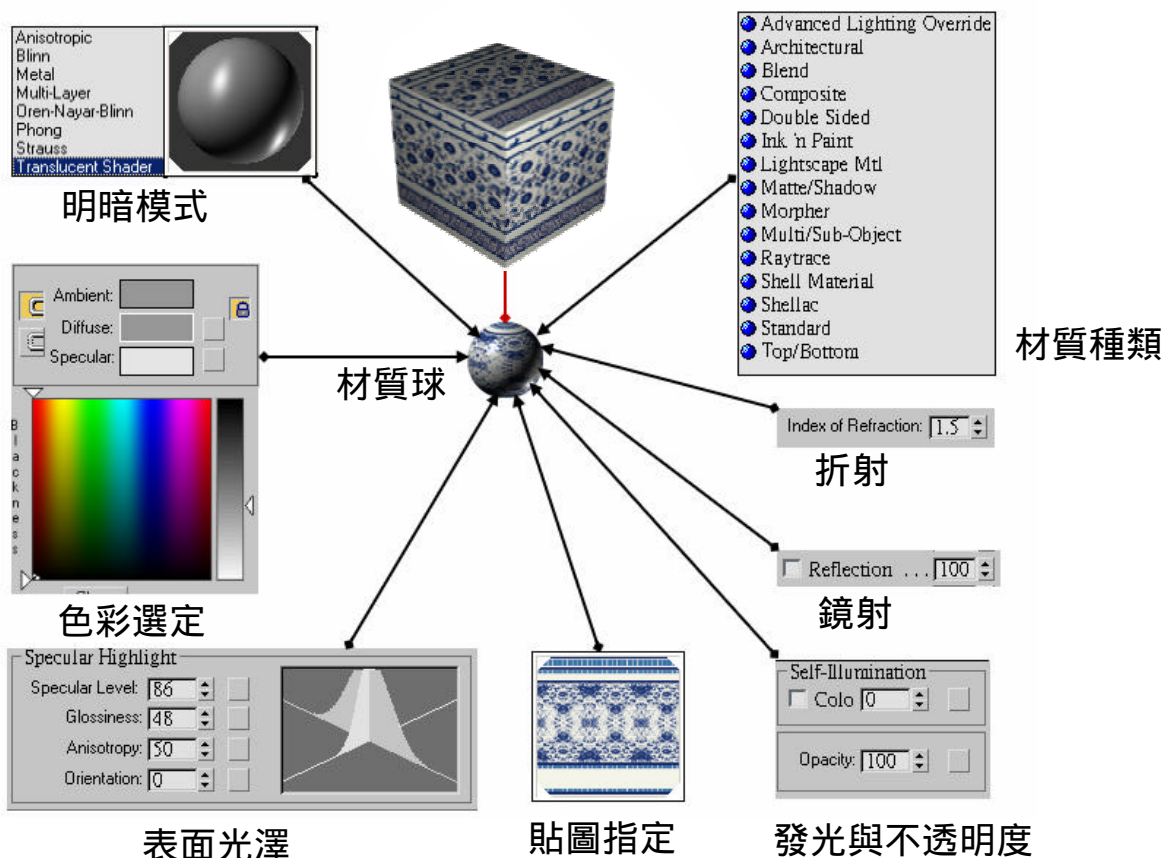 Anisotropic
Blinn
Metal
Multi-Layer
Oren-Nayar-Blinn
Phong
Strauss
Translucent Shader
明暗模式
Advanced Lighting Override
Architectural
Blend
Composite
Double Sided
Ink 'n Paint
Lightscape Mtl
Matte/Shadow
Morpher
Multi/Sub-Object
Raytrace
Shell Material
Shellac
Standard
Top/Bottom
材質種類
Ambient:
Diffuse:
Specular:
Blackness
色彩選定
材質球
Index of Refraction: 1.5
折射
Reflection ... 100
鏡射
Specular Highlight
Specular Level: 86
Glossiness: 48
Anisotropy: 50
Orientation: 0
表面光澤
貼圖指定
Self-Illumination
Colo 0
Opacity: 100
發光與不透明度